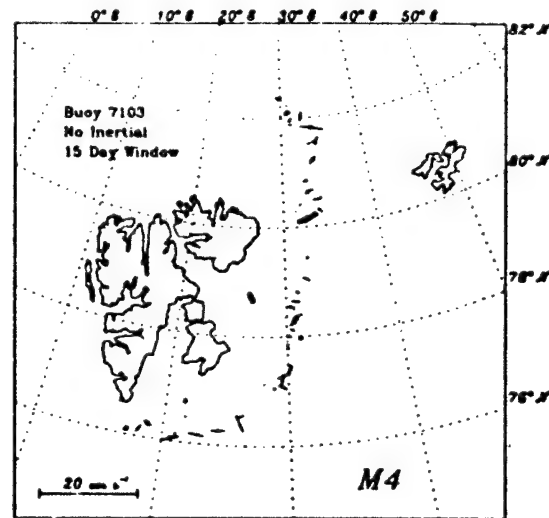 0° E 10° E 20° E 30° E 40° E 50° E
82° N
Buoy 7103
No Inertial
15 Day Window
80° N
78° N
76° N
20 cm s⁻¹
M4